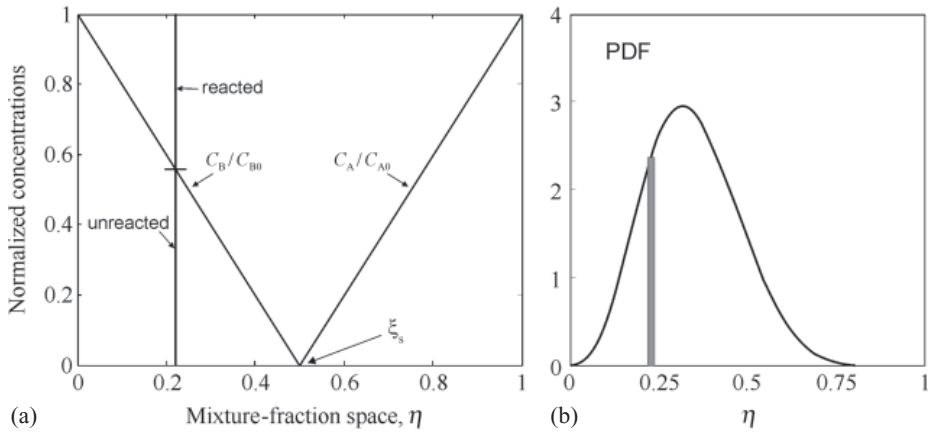 1
0.8
0.6
0.4
0.2
0
0
0.2
0.4
0.6
0.8
1
Normalized concentrations
reacted
C_B/C_B0
C_A/C_A0
unreacted
ξ_s
(a)
Mixture-fraction space, η
4
3
2
1
0
0
0.25
0.5
0.75
1
PDF
(b)
η